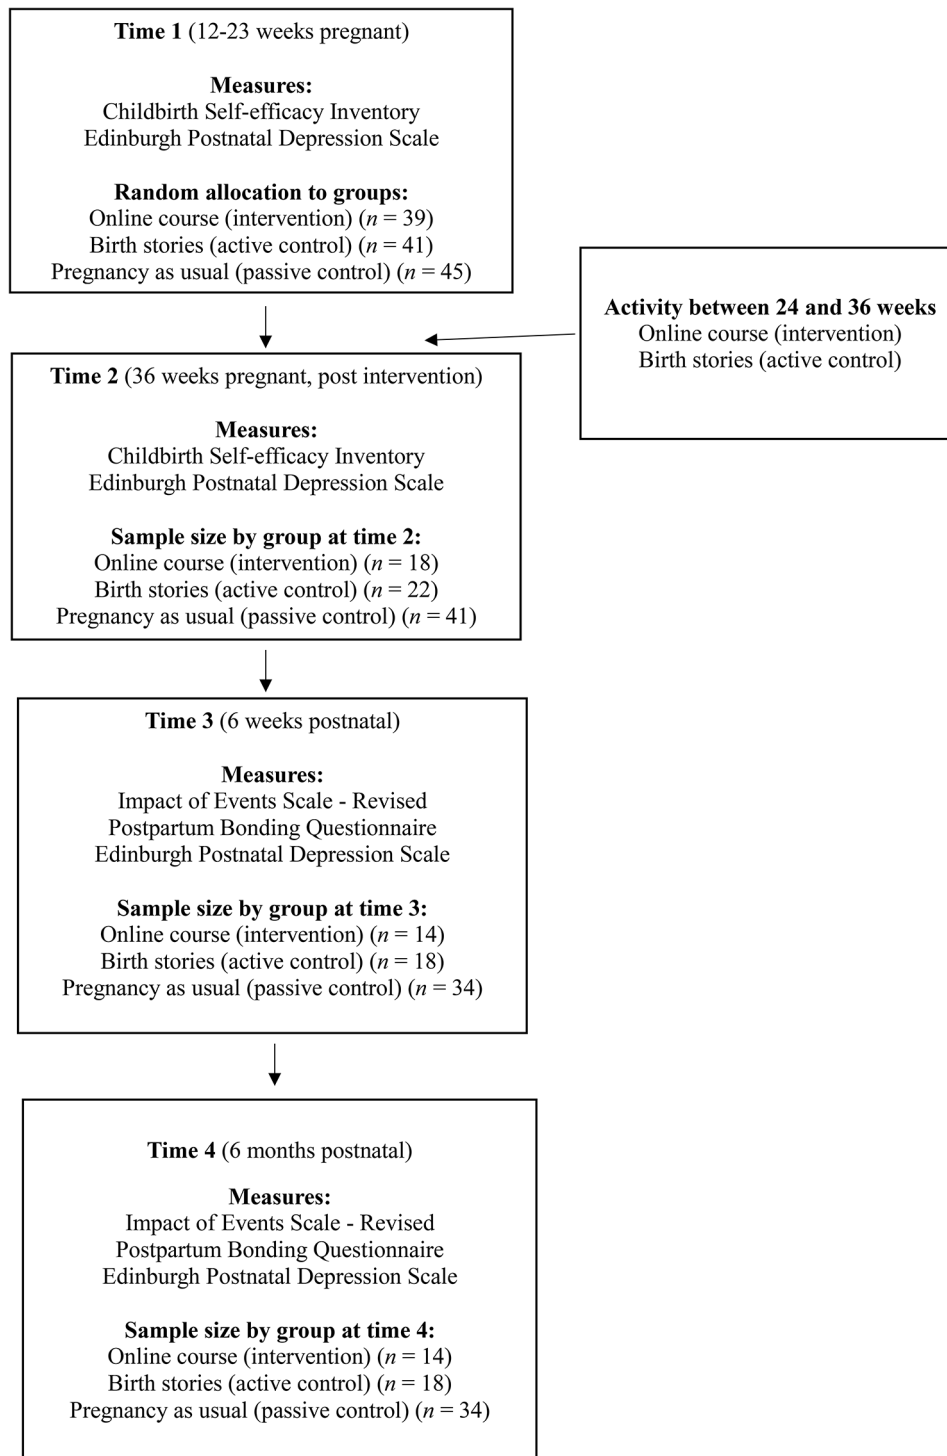 Time 1 (12-23 weeks pregnant)
Measures:
Childbirth Self-efficacy Inventory
Edinburgh Postnatal Depression Scale
Random allocation to groups:
Online course (intervention) (n = 39)
Birth stories (active control) (n = 41)
Pregnancy as usual (passive control) (n = 45)
Activity between 24 and 36 weeks
Online course (intervention)
Birth stories (active control)
Time 2 (36 weeks pregnant, post intervention)
Measures:
Childbirth Self-efficacy Inventory
Edinburgh Postnatal Depression Scale
Sample size by group at time 2:
Online course (intervention) (n = 18)
Birth stories (active control) (n = 22)
Pregnancy as usual (passive control) (n = 41)
Time 3 (6 weeks postnatal)
Measures:
Impact of Events Scale - Revised
Postpartum Bonding Questionnaire
Edinburgh Postnatal Depression Scale
Sample size by group at time 3:
Online course (intervention) (n = 14)
Birth stories (active control) (n = 18)
Pregnancy as usual (passive control) (n = 34)
Time 4 (6 months postnatal)
Measures:
Impact of Events Scale - Revised
Postpartum Bonding Questionnaire
Edinburgh Postnatal Depression Scale
Sample size by group at time 4:
Online course (intervention) (n = 14)
Birth stories (active control) (n = 18)
Pregnancy as usual (passive control) (n = 34)